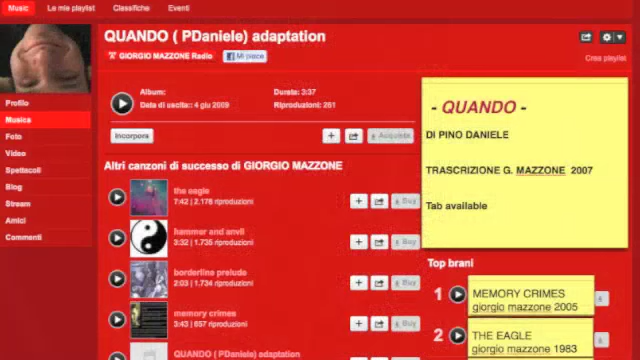 Music Le mie playlist Classifiche Eventi
QUANDO ( PDaniele) adaptation
GIORGIO MAZZONE Radio Mi piace
Crea playlist
Album: Durata: 3:37
Data di uscita:: 4 giu 2009 Riproduzioni: 261
Incorpora Acquista
Profilo
Musica
Foto
Video
Spettacoli
Blog
Stream
Amici
Commenti
Altri canzoni di successo di GIORGIO MAZZONE
the eagle
7:42 | 2,178 riproduzioni
Buy
hammer and anvil
3:32 | 1,735 riproduzioni
Buy
borderline prelude
2:03 | 1,734 riproduzioni
Buy
memory crimes
3:43 | 657 riproduzioni
Buy
QUANDO ( PDaniele) adaptation
- QUANDO -
DI PINO DANIELE
TRASCRIZIONE G. MAZZONE 2007
Tab available
Top brani
1 MEMORY CRIMES
giorgio mazzone 2005
2 THE EAGLE
giorgio mazzone 1983